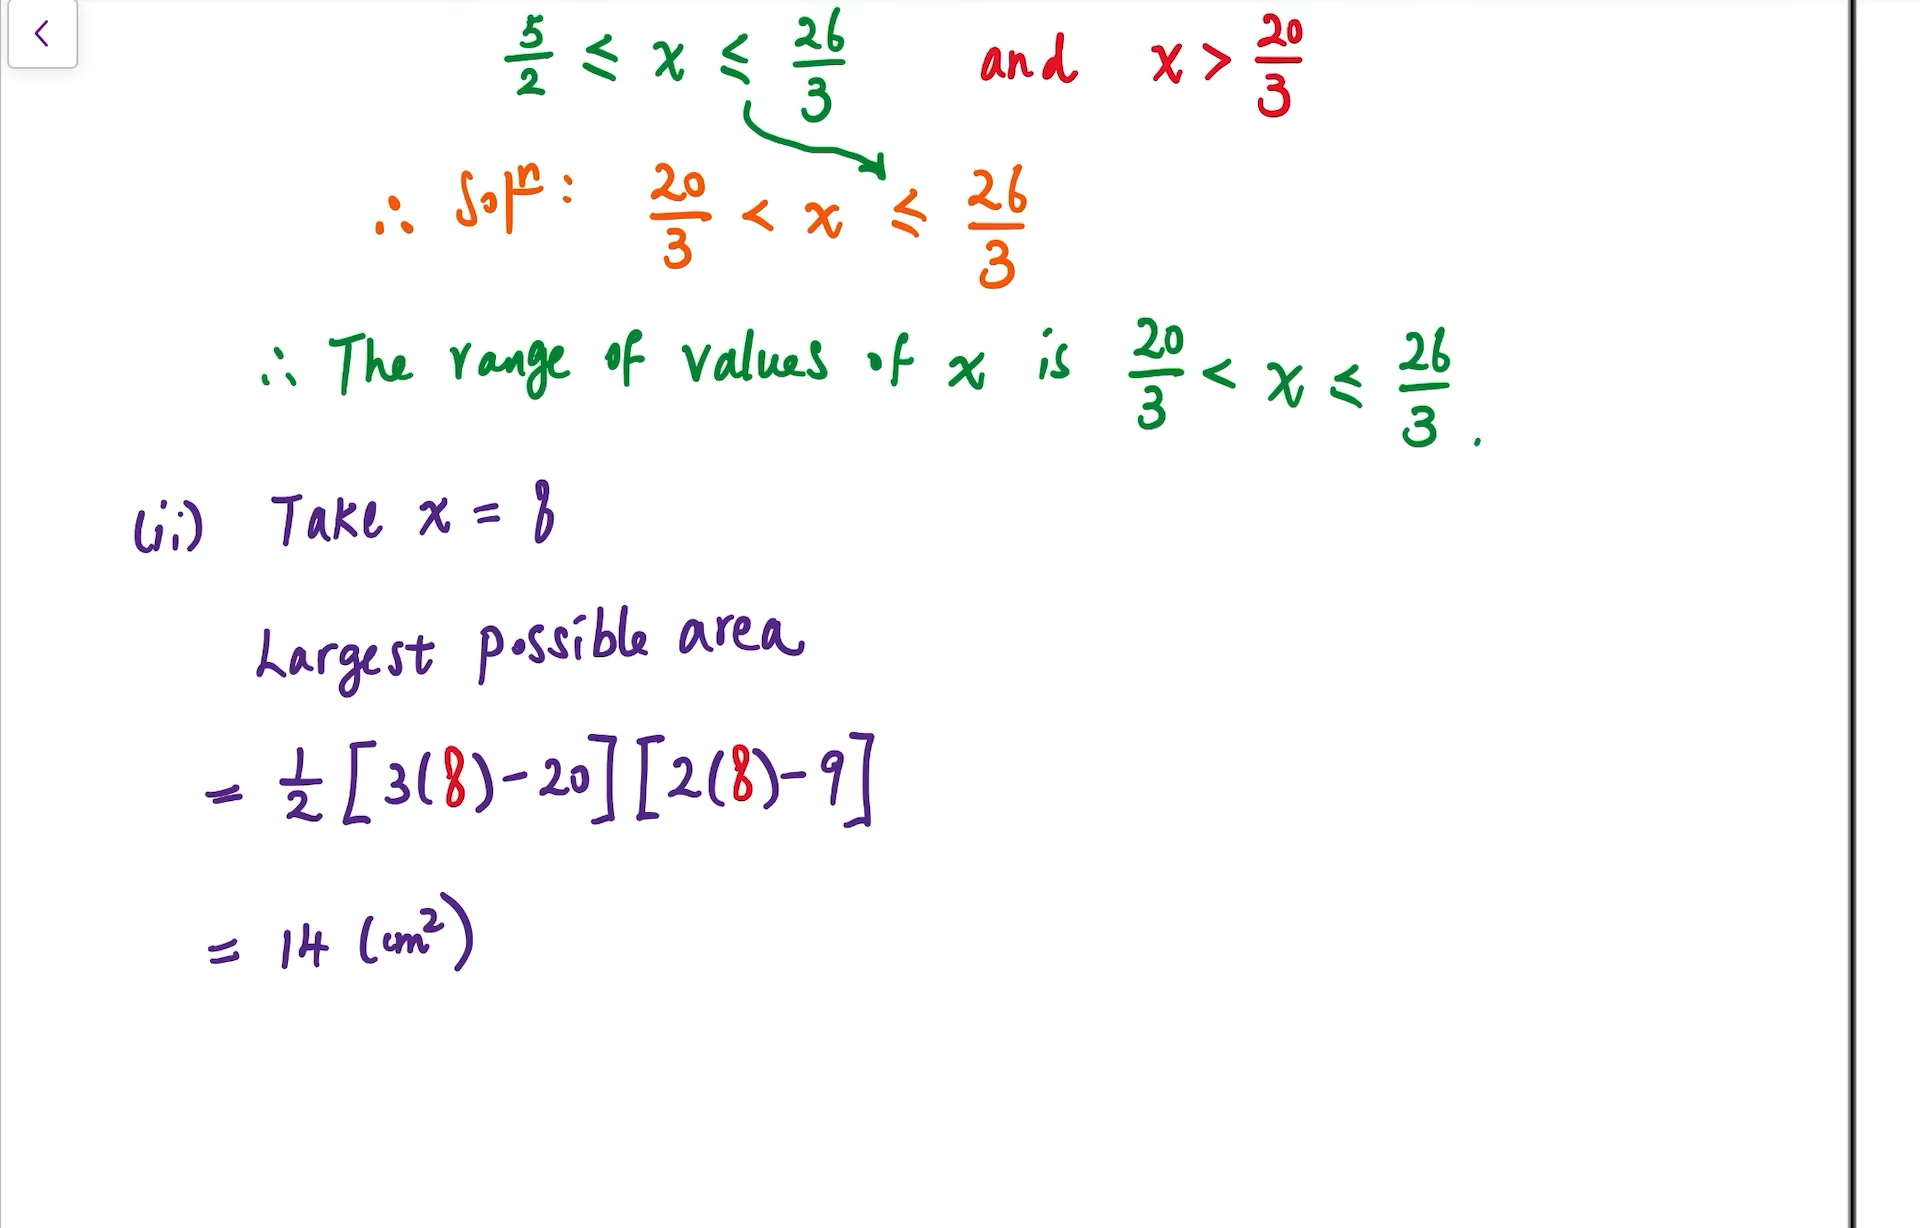 5/2 ≤ x ≤ 26/3 and x > 20/3
∴ Solⁿ: 20/3 < x ≤ 26/3
∴ The range of values of x is 20/3 < x ≤ 26/3.
(ii) Take x = 8
Largest possible area
= 1/2 [3(8)-20][2(8)-9]
= 14 (cm²)